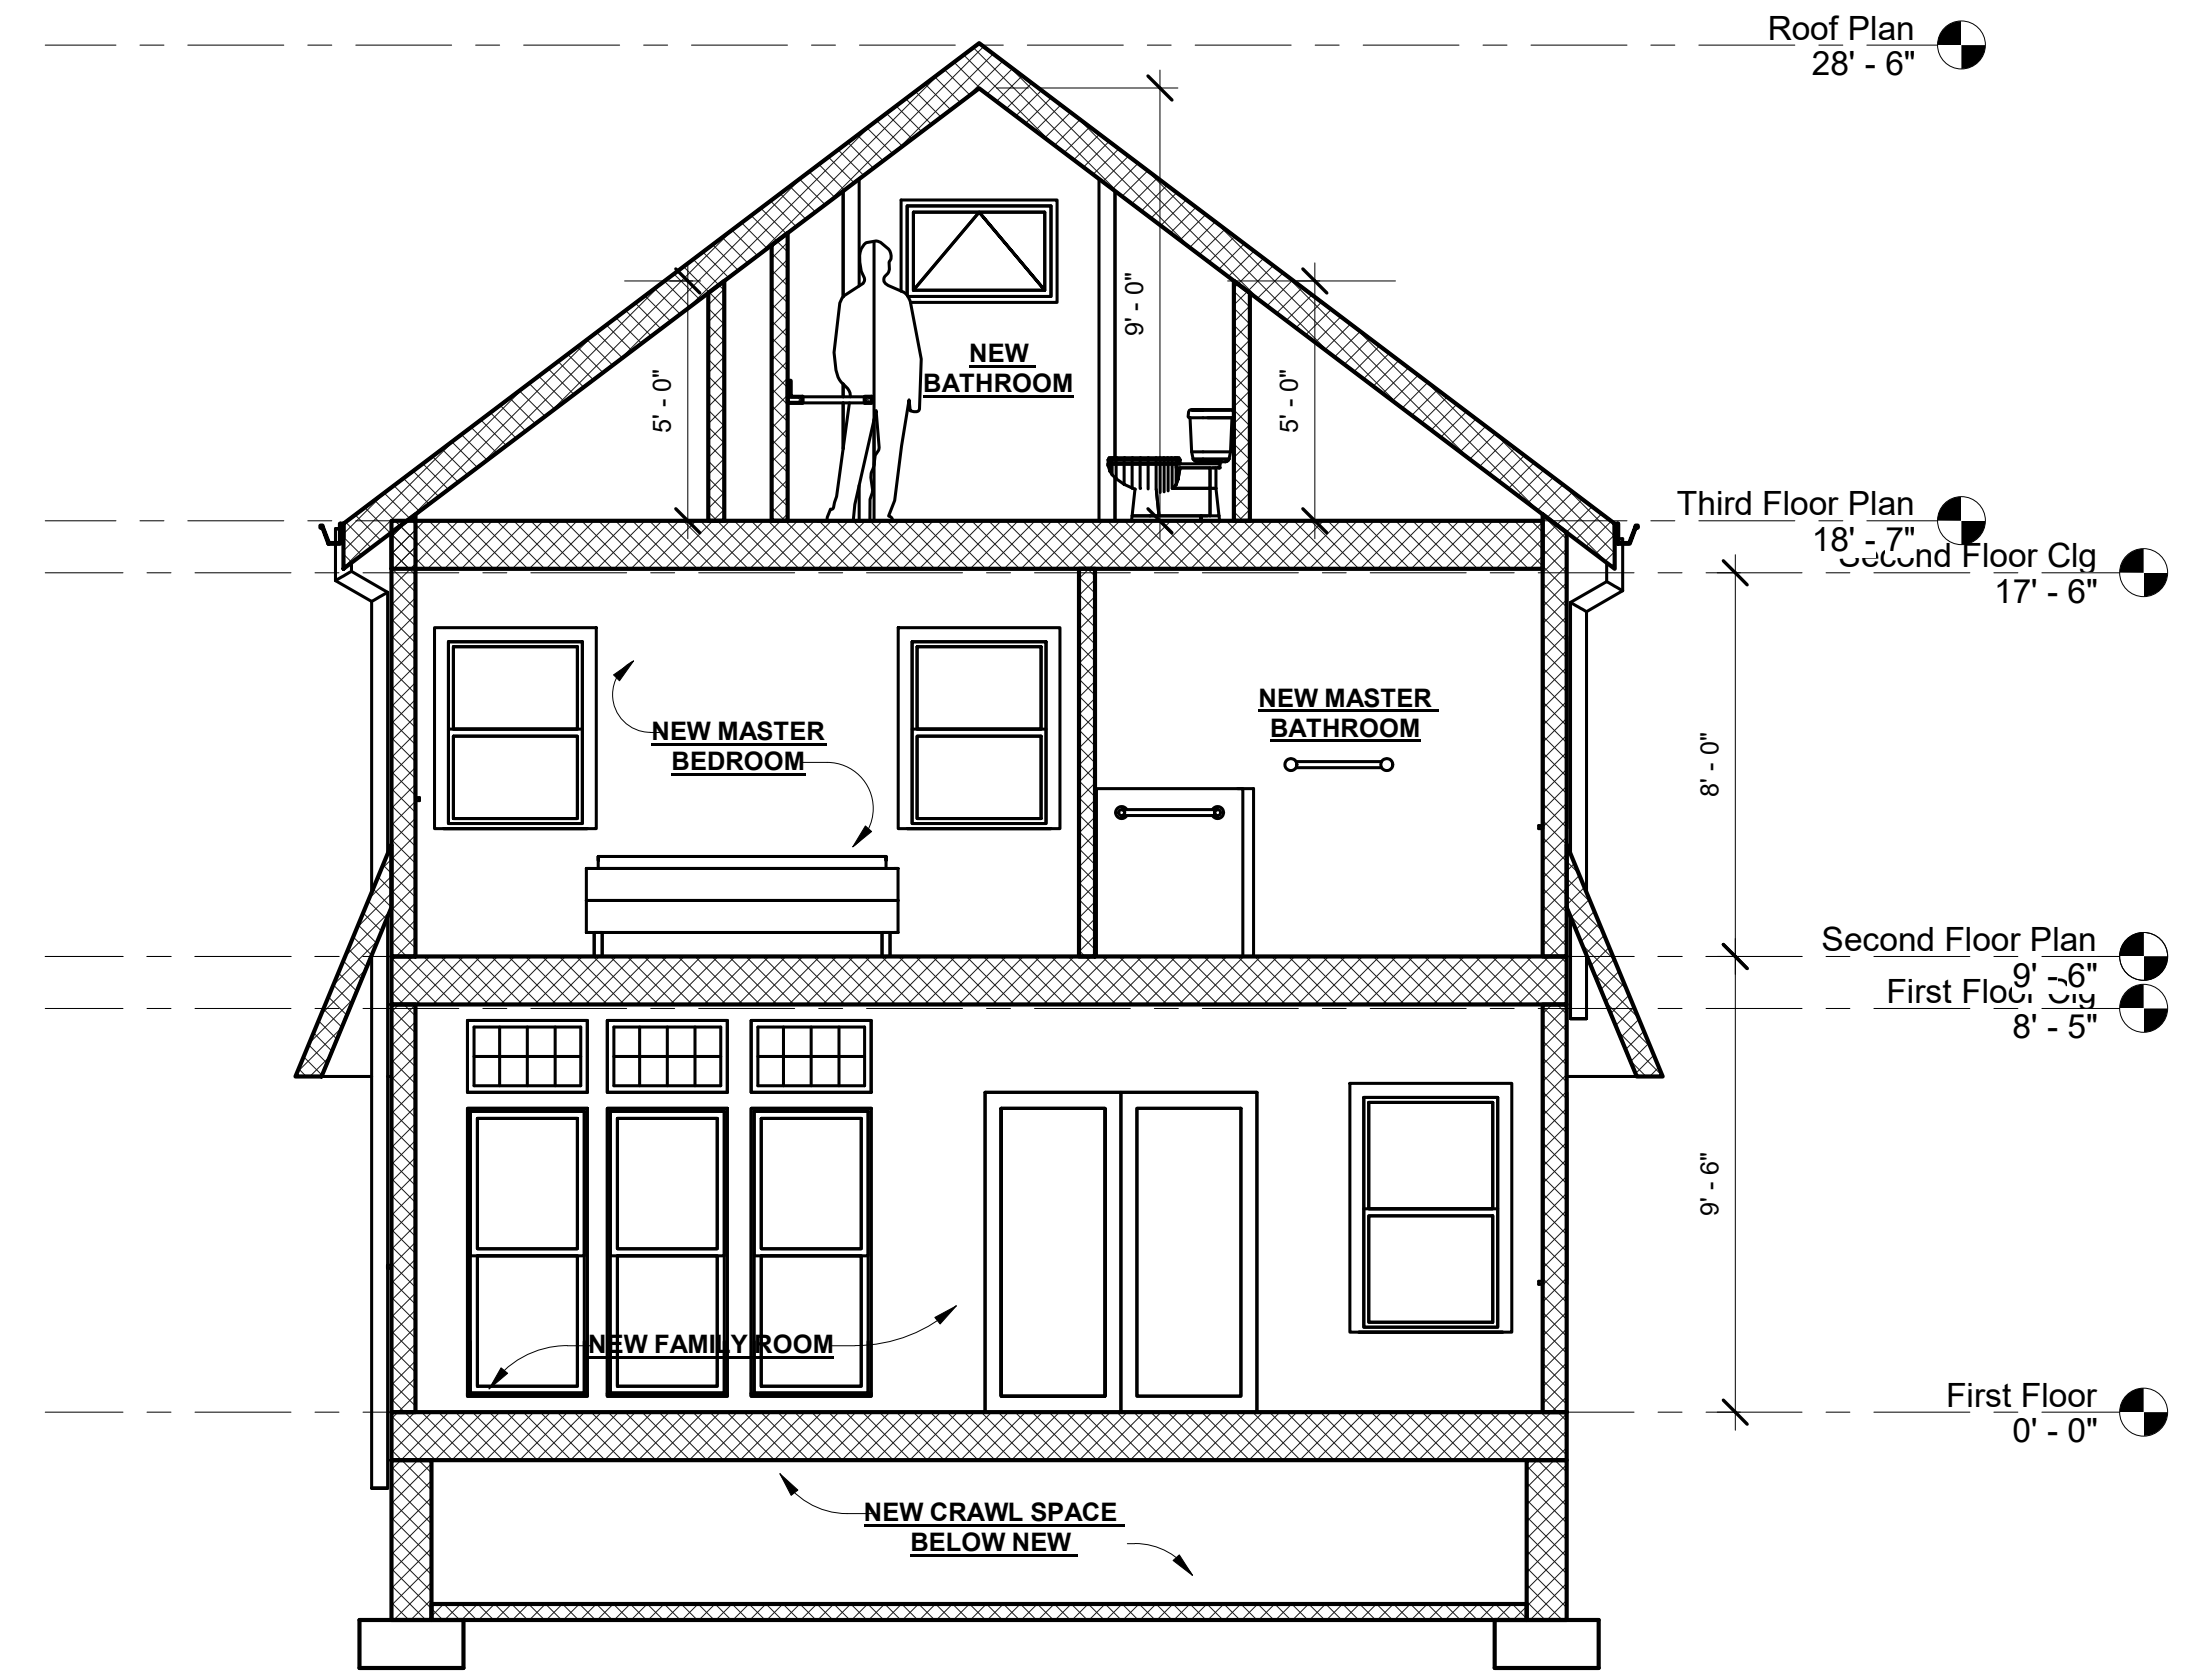 Roof Plan
28' - 6"
9' - 0"
NEW
BATHROOM
5' - 0"
5' - 0"
Third Floor Plan
18' - 7"
Second Floor Clg
17' - 6"
NEW MASTER
BEDROOM
NEW MASTER
BATHROOM
8' - 0"
Second Floor Plan
9' - 6"
First Floor Clg
8' - 5"
9' - 6"
NEW FAMILY ROOM
First Floor
0' - 0"
NEW CRAWL SPACE
BELOW NEW